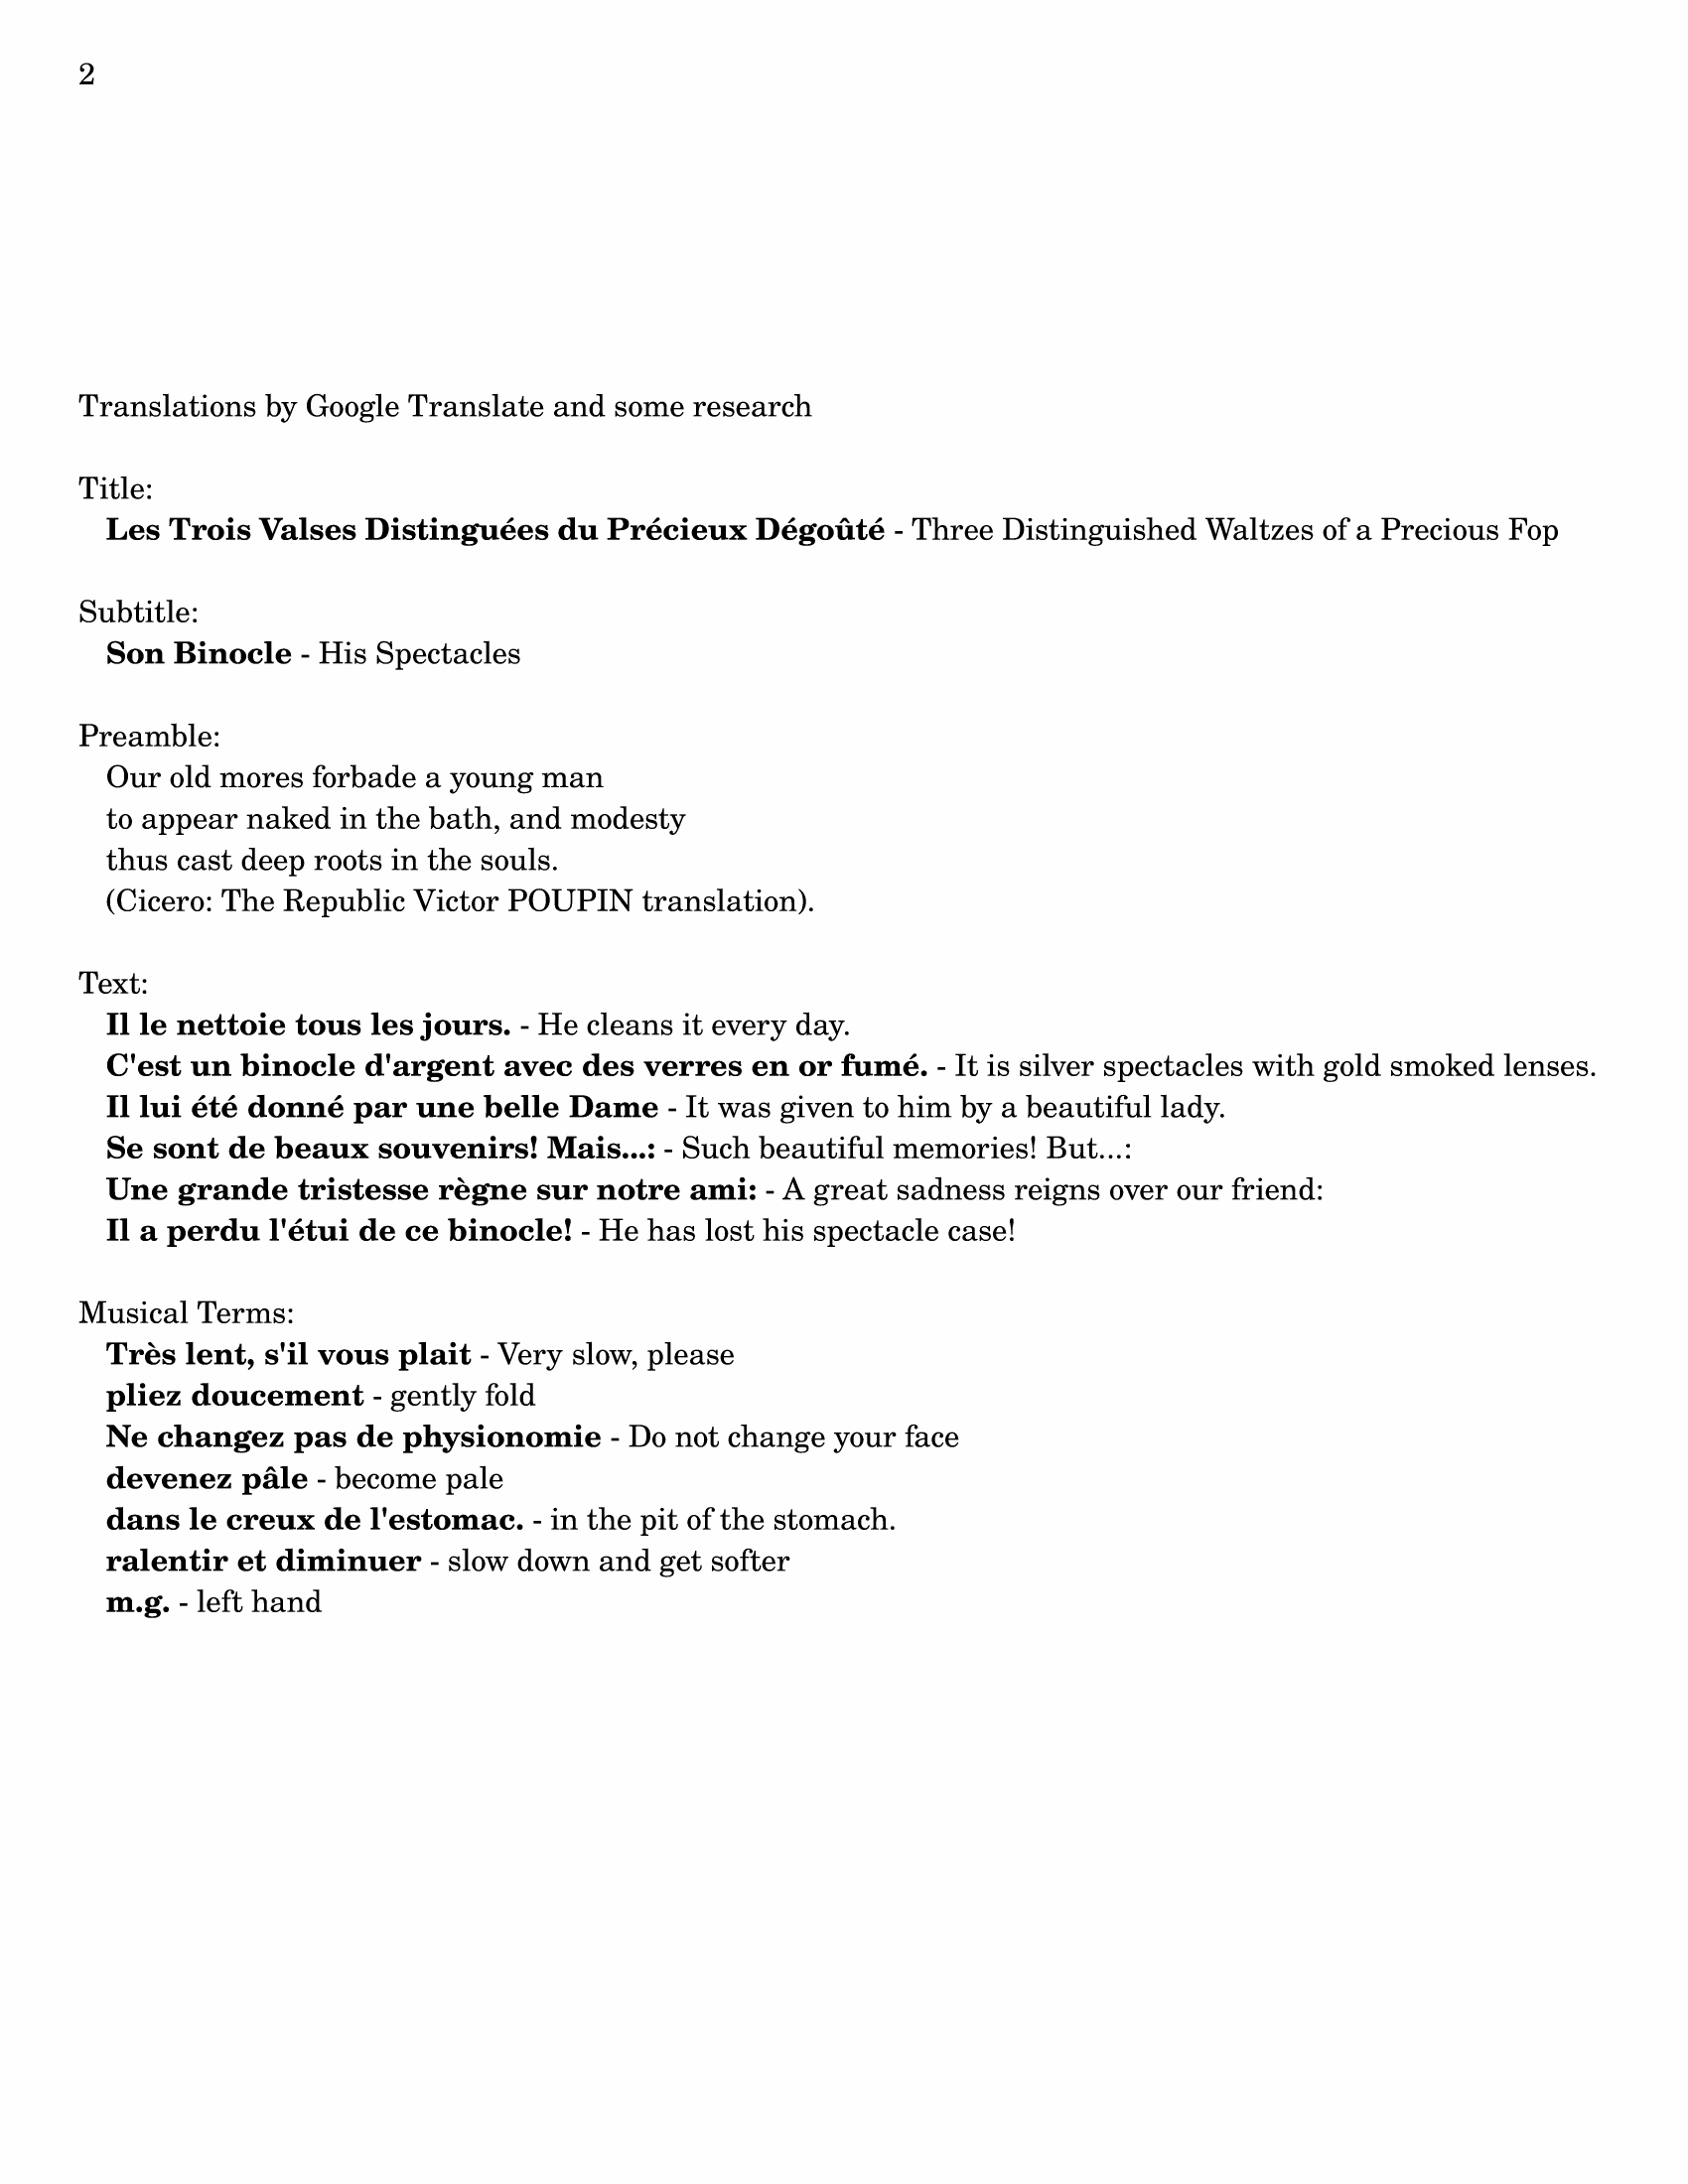 2
Translations by Google Translate and some research
Title:
Les Trois Valses Distinguées du Précieux Dégoûté - Three Distinguished Waltzes of a Precious Fop
Subtitle:
Son Binocle - His Spectacles
Preamble:
Our old mores forbade a young man
to appear naked in the bath, and modesty
thus cast deep roots in the souls.
(Cicero: The Republic Victor POUPIN translation).
Text:
Il le nettoie tous les jours. - He cleans it every day.
C'est un binocle d'argent avec des verres en or fumé. - It is silver spectacles with gold smoked lenses.
Il lui été donné par une belle Dame - It was given to him by a beautiful lady.
Se sont de beaux souvenirs! Mais...: - Such beautiful memories! But...:
Une grande tristesse règne sur notre ami: - A great sadness reigns over our friend:
Il a perdu l'étui de ce binocle! - He has lost his spectacle case!
Musical Terms:
Très lent, s'il vous plait - Very slow, please
pliez doucement - gently fold
Ne changez pas de physionomie - Do not change your face
devenez pâle - become pale
dans le creux de l'estomac. - in the pit of the stomach.
ralentir et diminuer - slow down and get softer
m.g. - left hand